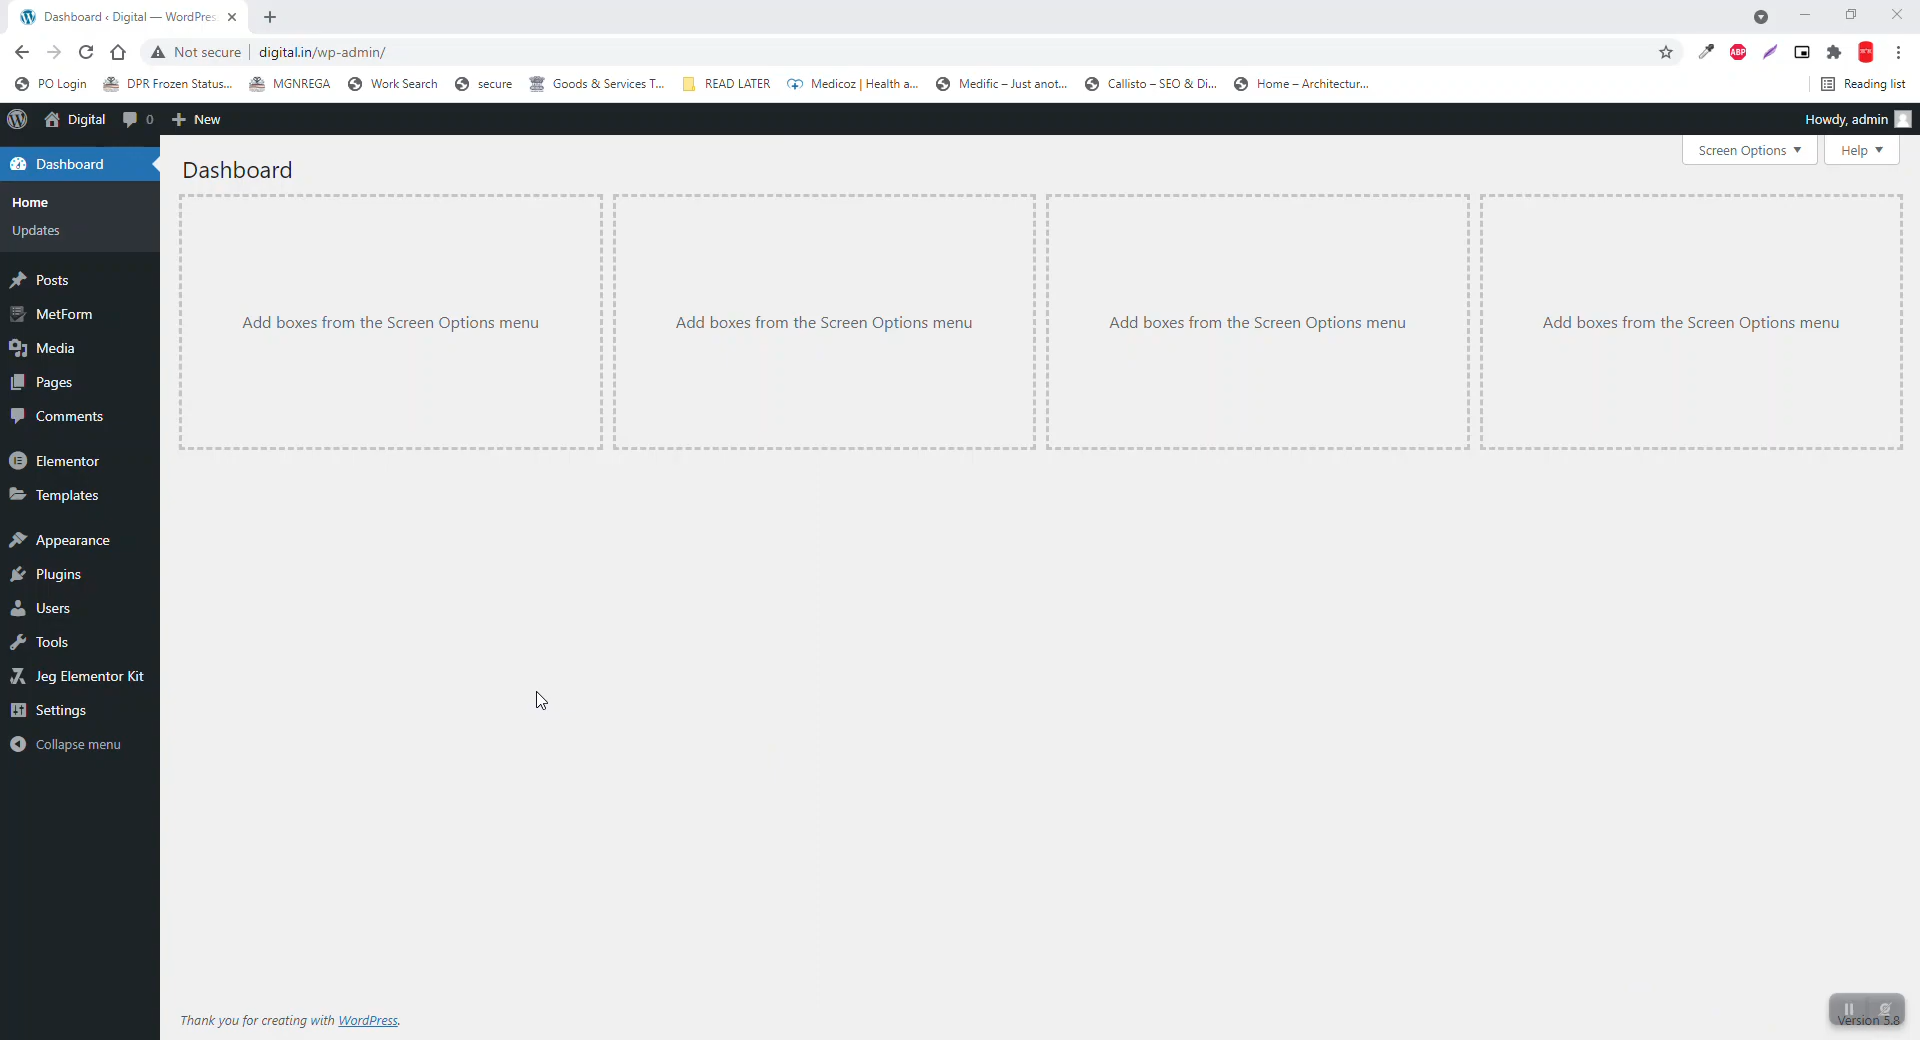 Dashboard ‹ Digital — WordPres
Not secure digital.in/wp-admin/
ABP
PO Login DPR Frozen Status... MGNREGA Work Search secure Goods & Services T... READ LATER Medicoz | Health a... Medific – Just anot... Callisto – SEO & Di... Home – Architectur... Reading list
Digital 0 New Howdy, admin
Dashboard
Home
Updates
Posts
MetForm
Media
Pages
Comments
Elementor
Templates
Appearance
Plugins
Users
Tools
Jeg Elementor Kit
Settings
Collapse menu
Screen Options Help
Dashboard
Add boxes from the Screen Options menu Add boxes from the Screen Options menu Add boxes from the Screen Options menu Add boxes from the Screen Options menu
Thank you for creating with WordPress. Version 5.8